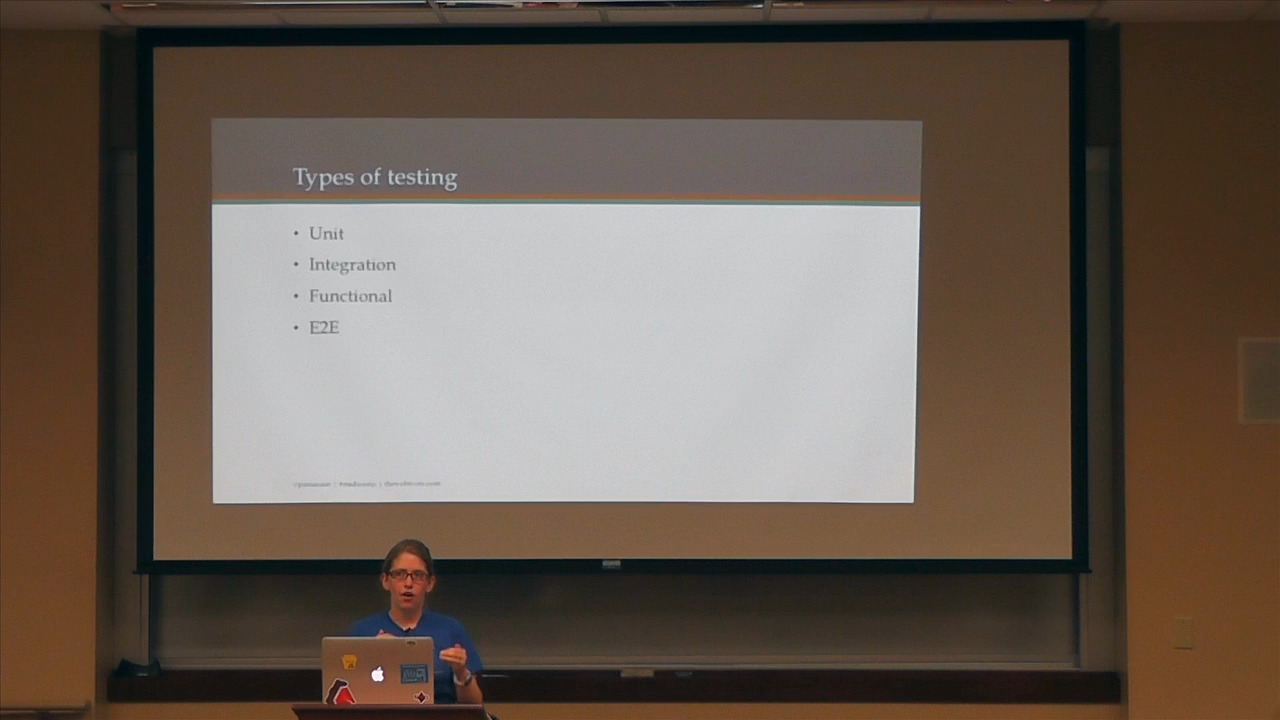 Types of testing
• Unit
• Integration
• Functional
• E2E